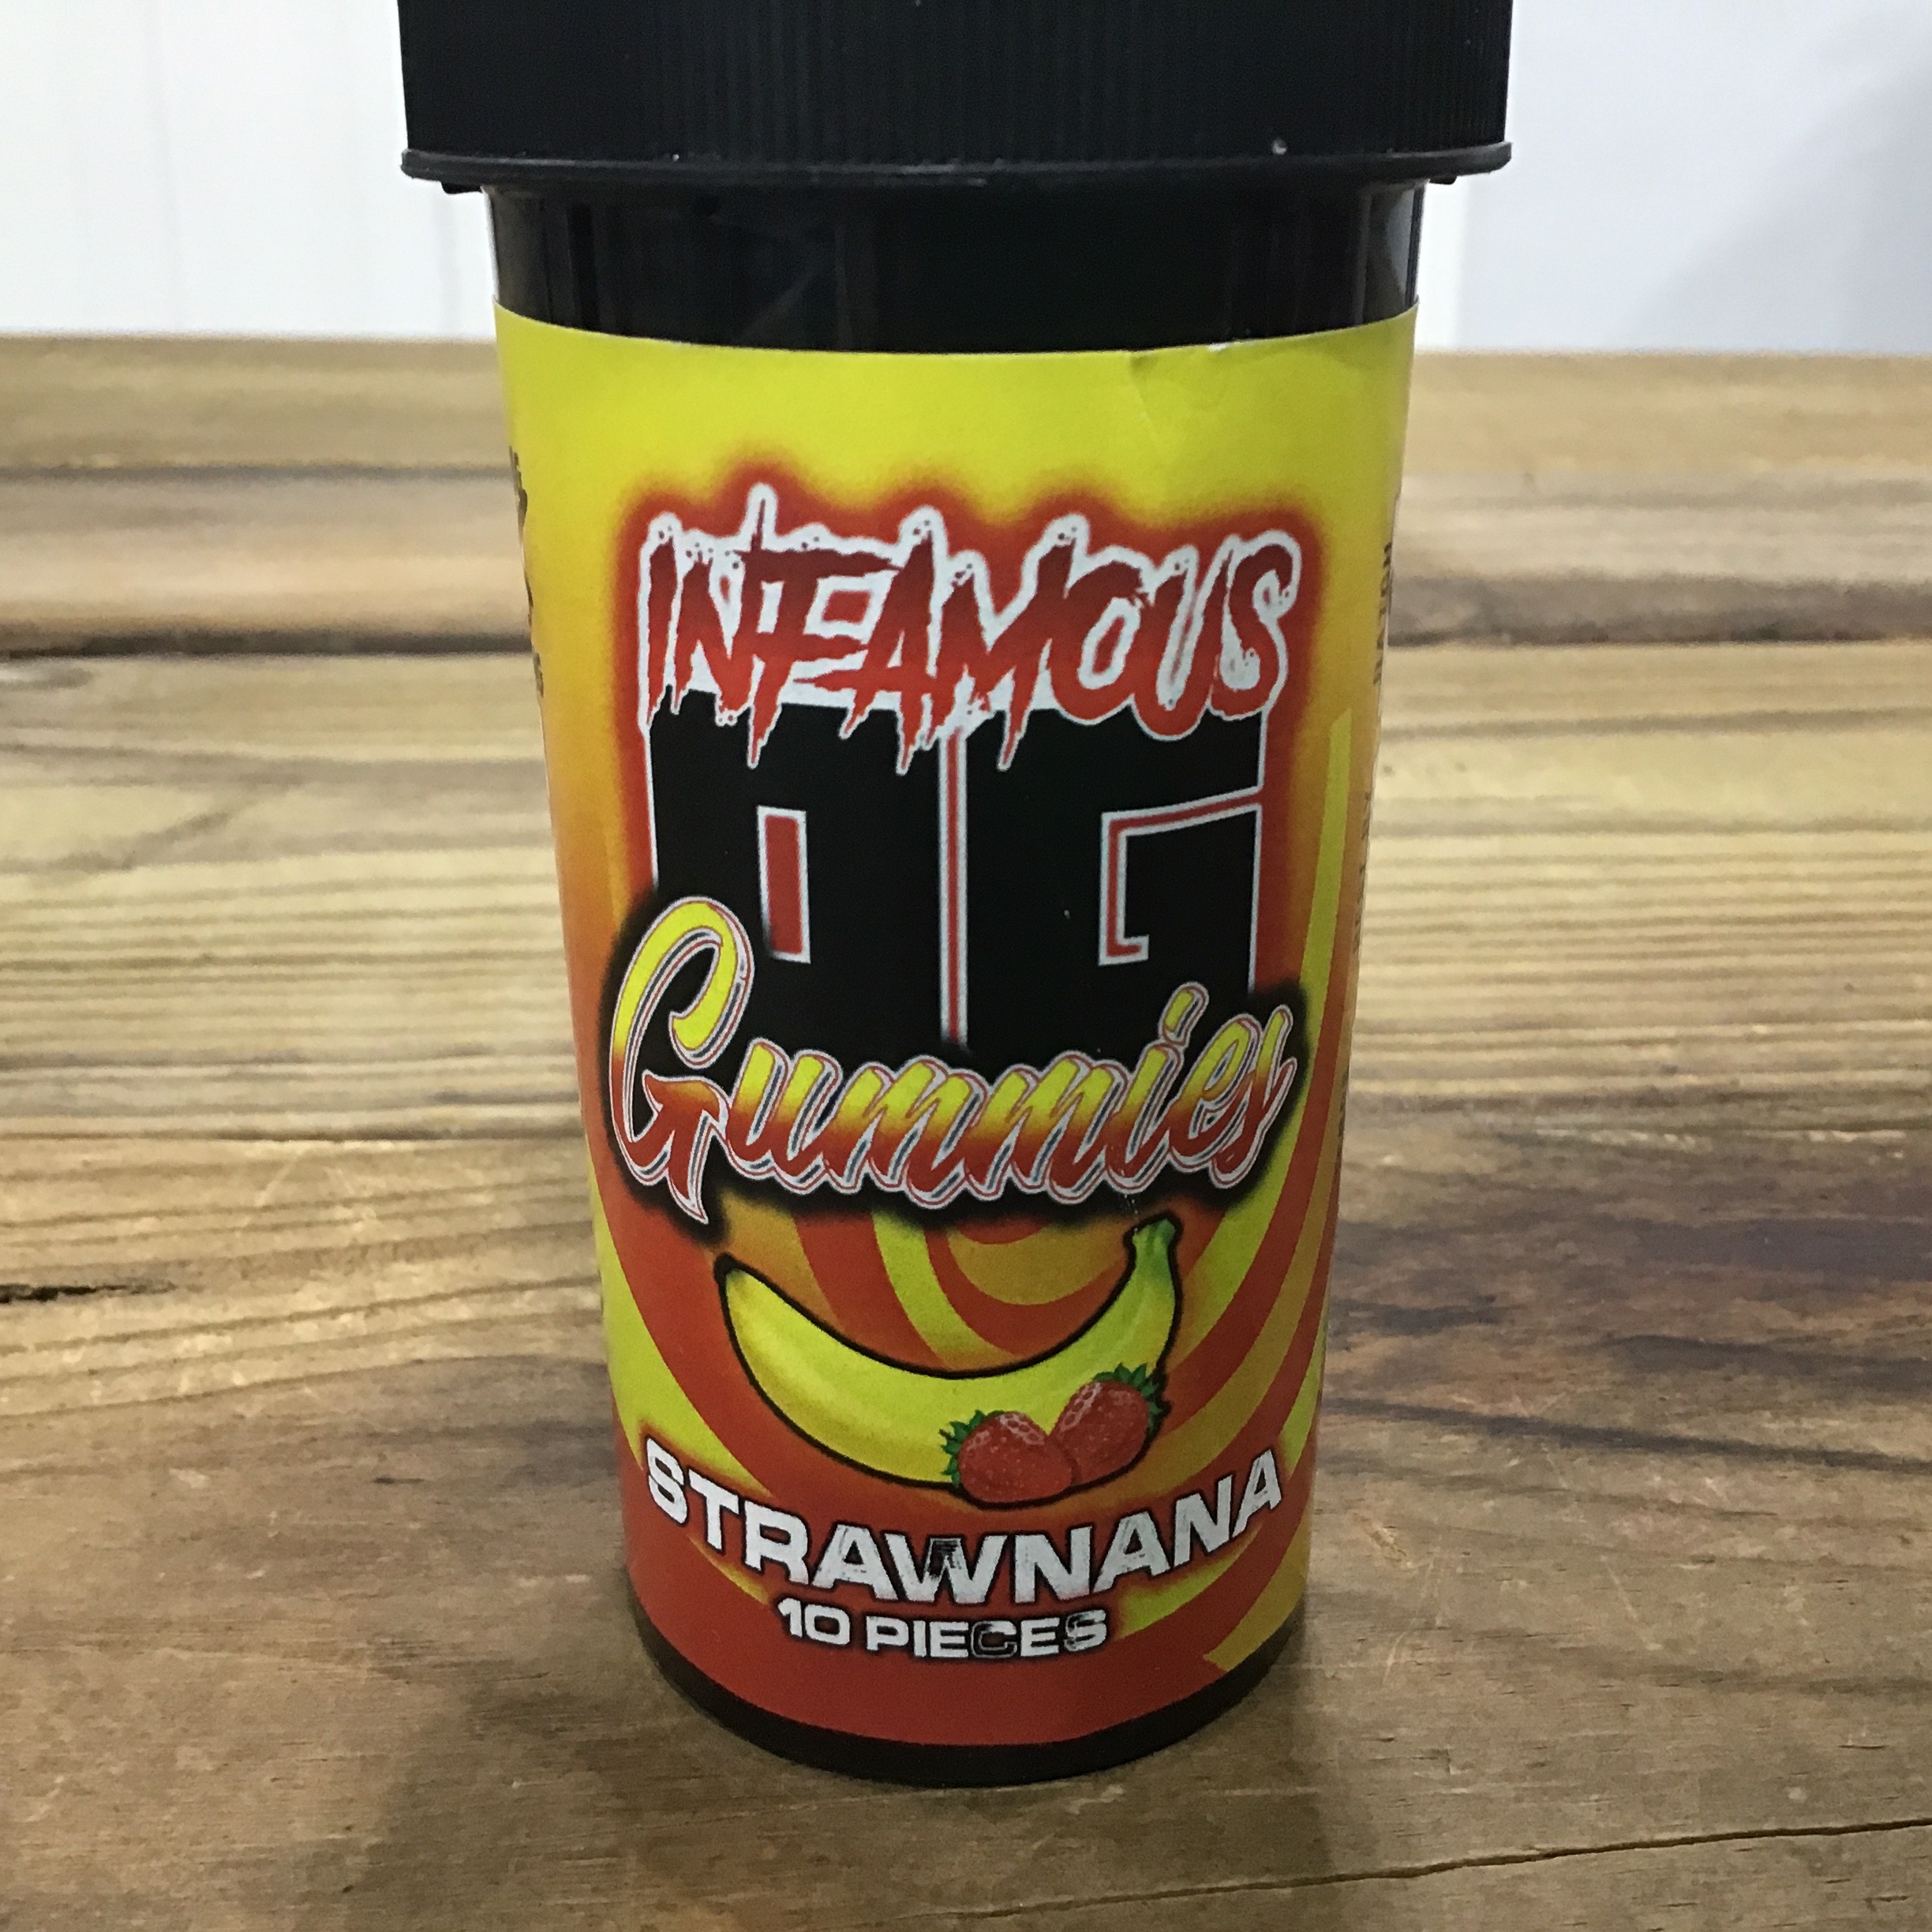 INFAMOUS
OG
Gummies
STRAWNANA
10 PIECES